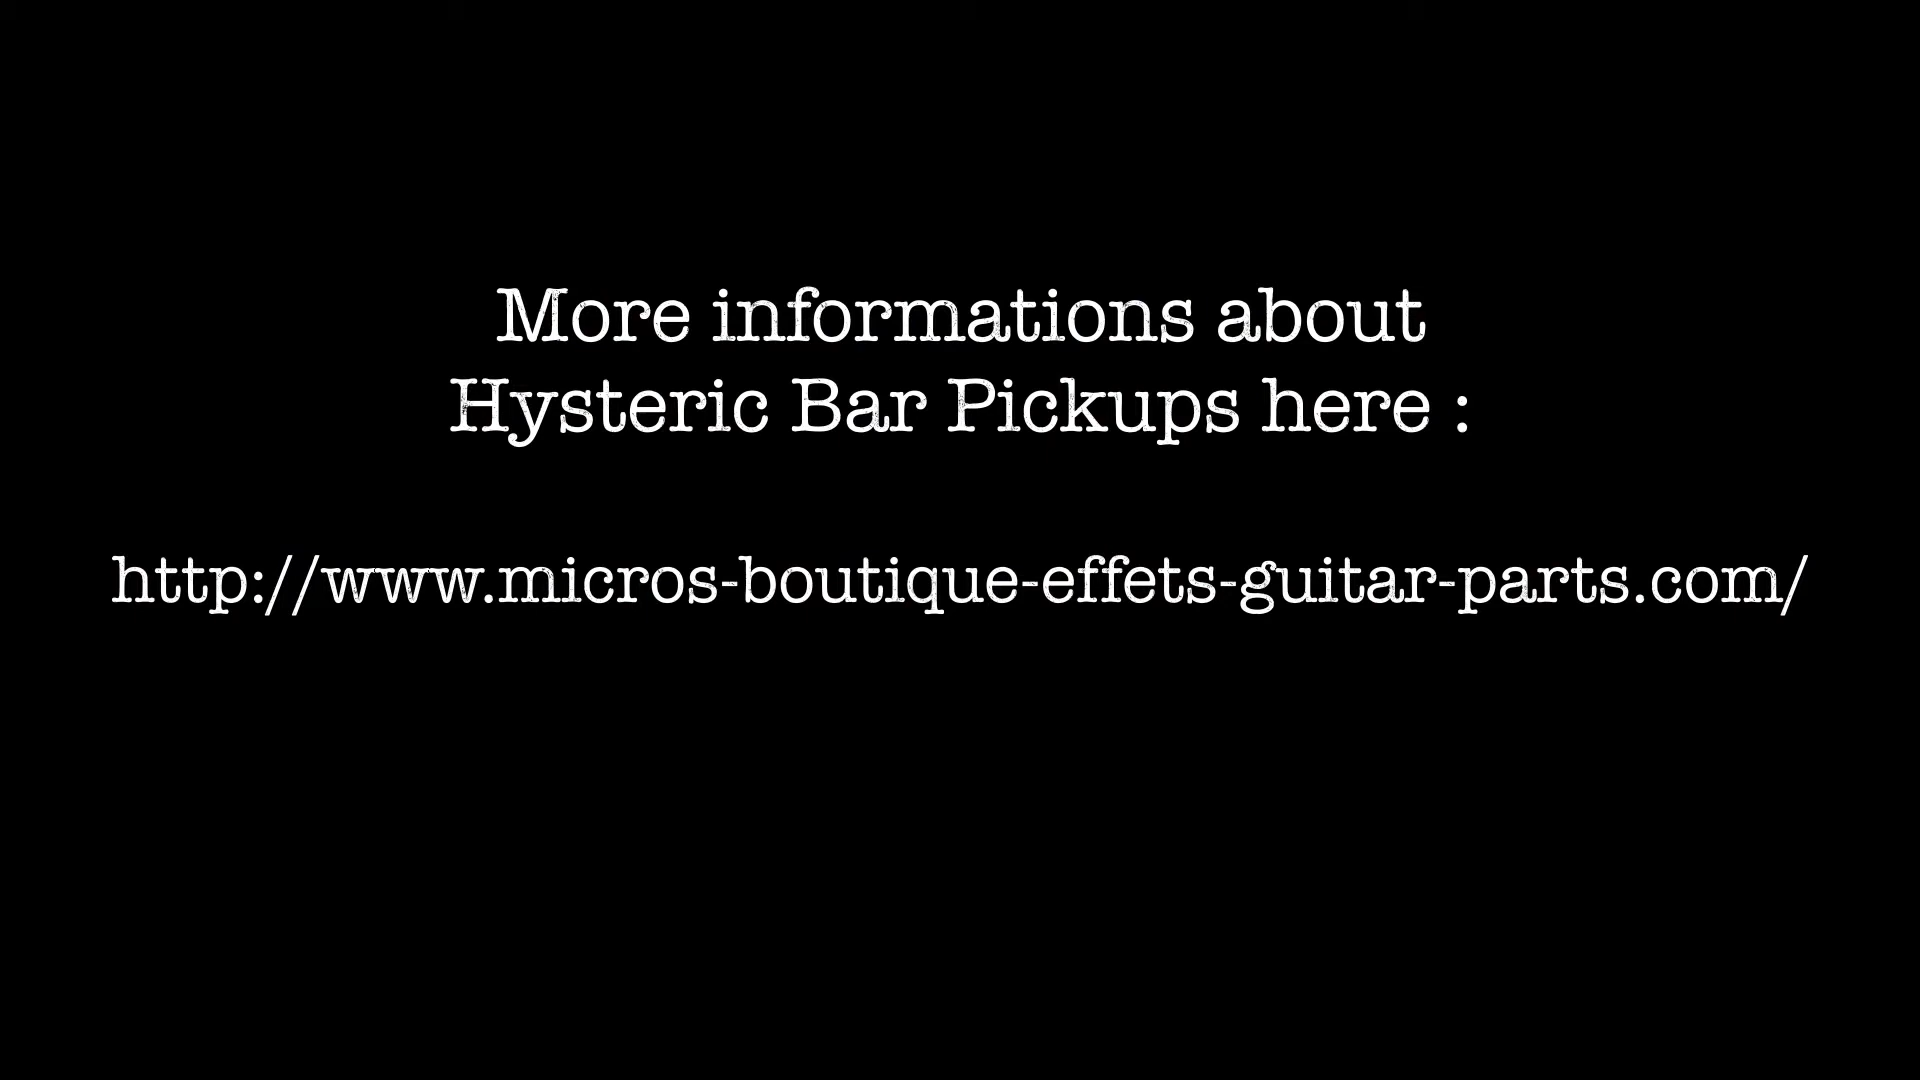 More informations about
Hysteric Bar Pickups here :
http://www.micros-boutique-effets-guitar-parts.com/